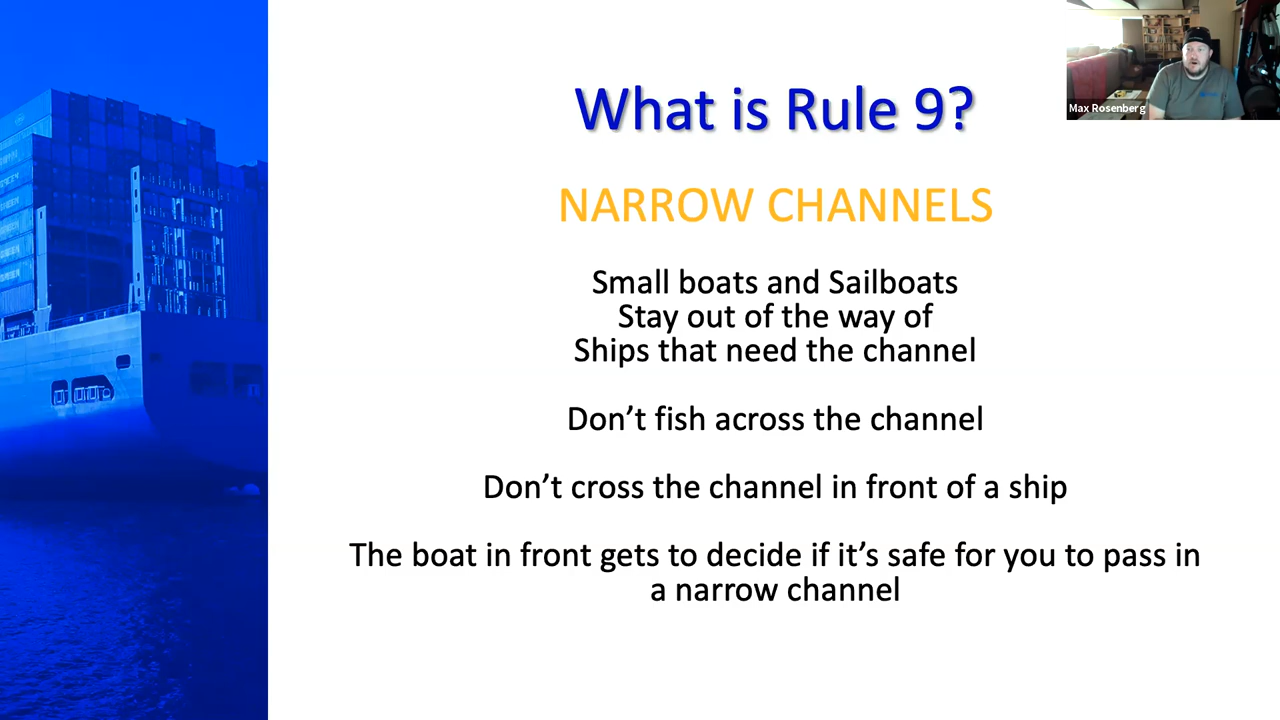 What is Rule 9?
Max Rosenberg
NARROW CHANNELS
Small boats and Sailboats
Stay out of the way of
Ships that need the channel
Don’t fish across the channel
Don’t cross the channel in front of a ship
The boat in front gets to decide if it’s safe for you to pass in
a narrow channel